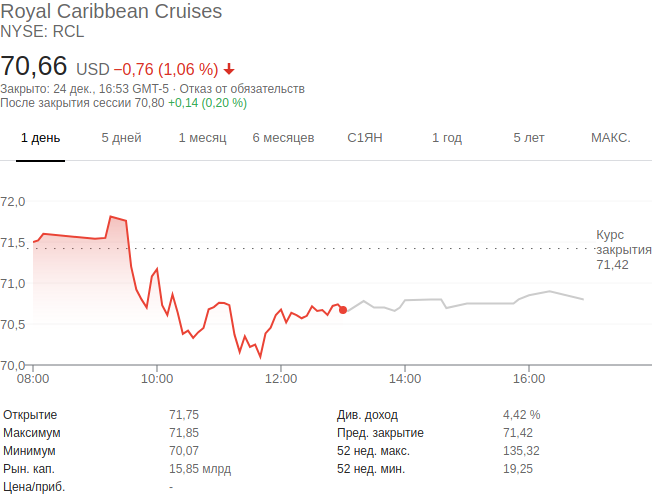 Royal Caribbean Cruises
NYSE: RCL
70,66 USD −0,76 (1,06 %)
Закрыто: 24 дек., 16:53 GMT-5 · Отказ от обязательств
После закрытия сессии 70,80 +0,14 (0,20 %)
1 день 5 дней 1 месяц 6 месяцев С1ЯН 1 год 5 лет МАКС.
72,0
71,5
71,0
70,5
70,0
Курс
закрытия
71,42
08:00 10:00 12:00 14:00 16:00
Открытие 71,75 Див. доход 4,42 %
Максимум 71,85 Пред. закрытие 71,42
Минимум 70,07 52 нед. макс. 135,32
Рын. кап. 15,85 млрд 52 нед. мин. 19,25
Цена/приб. -